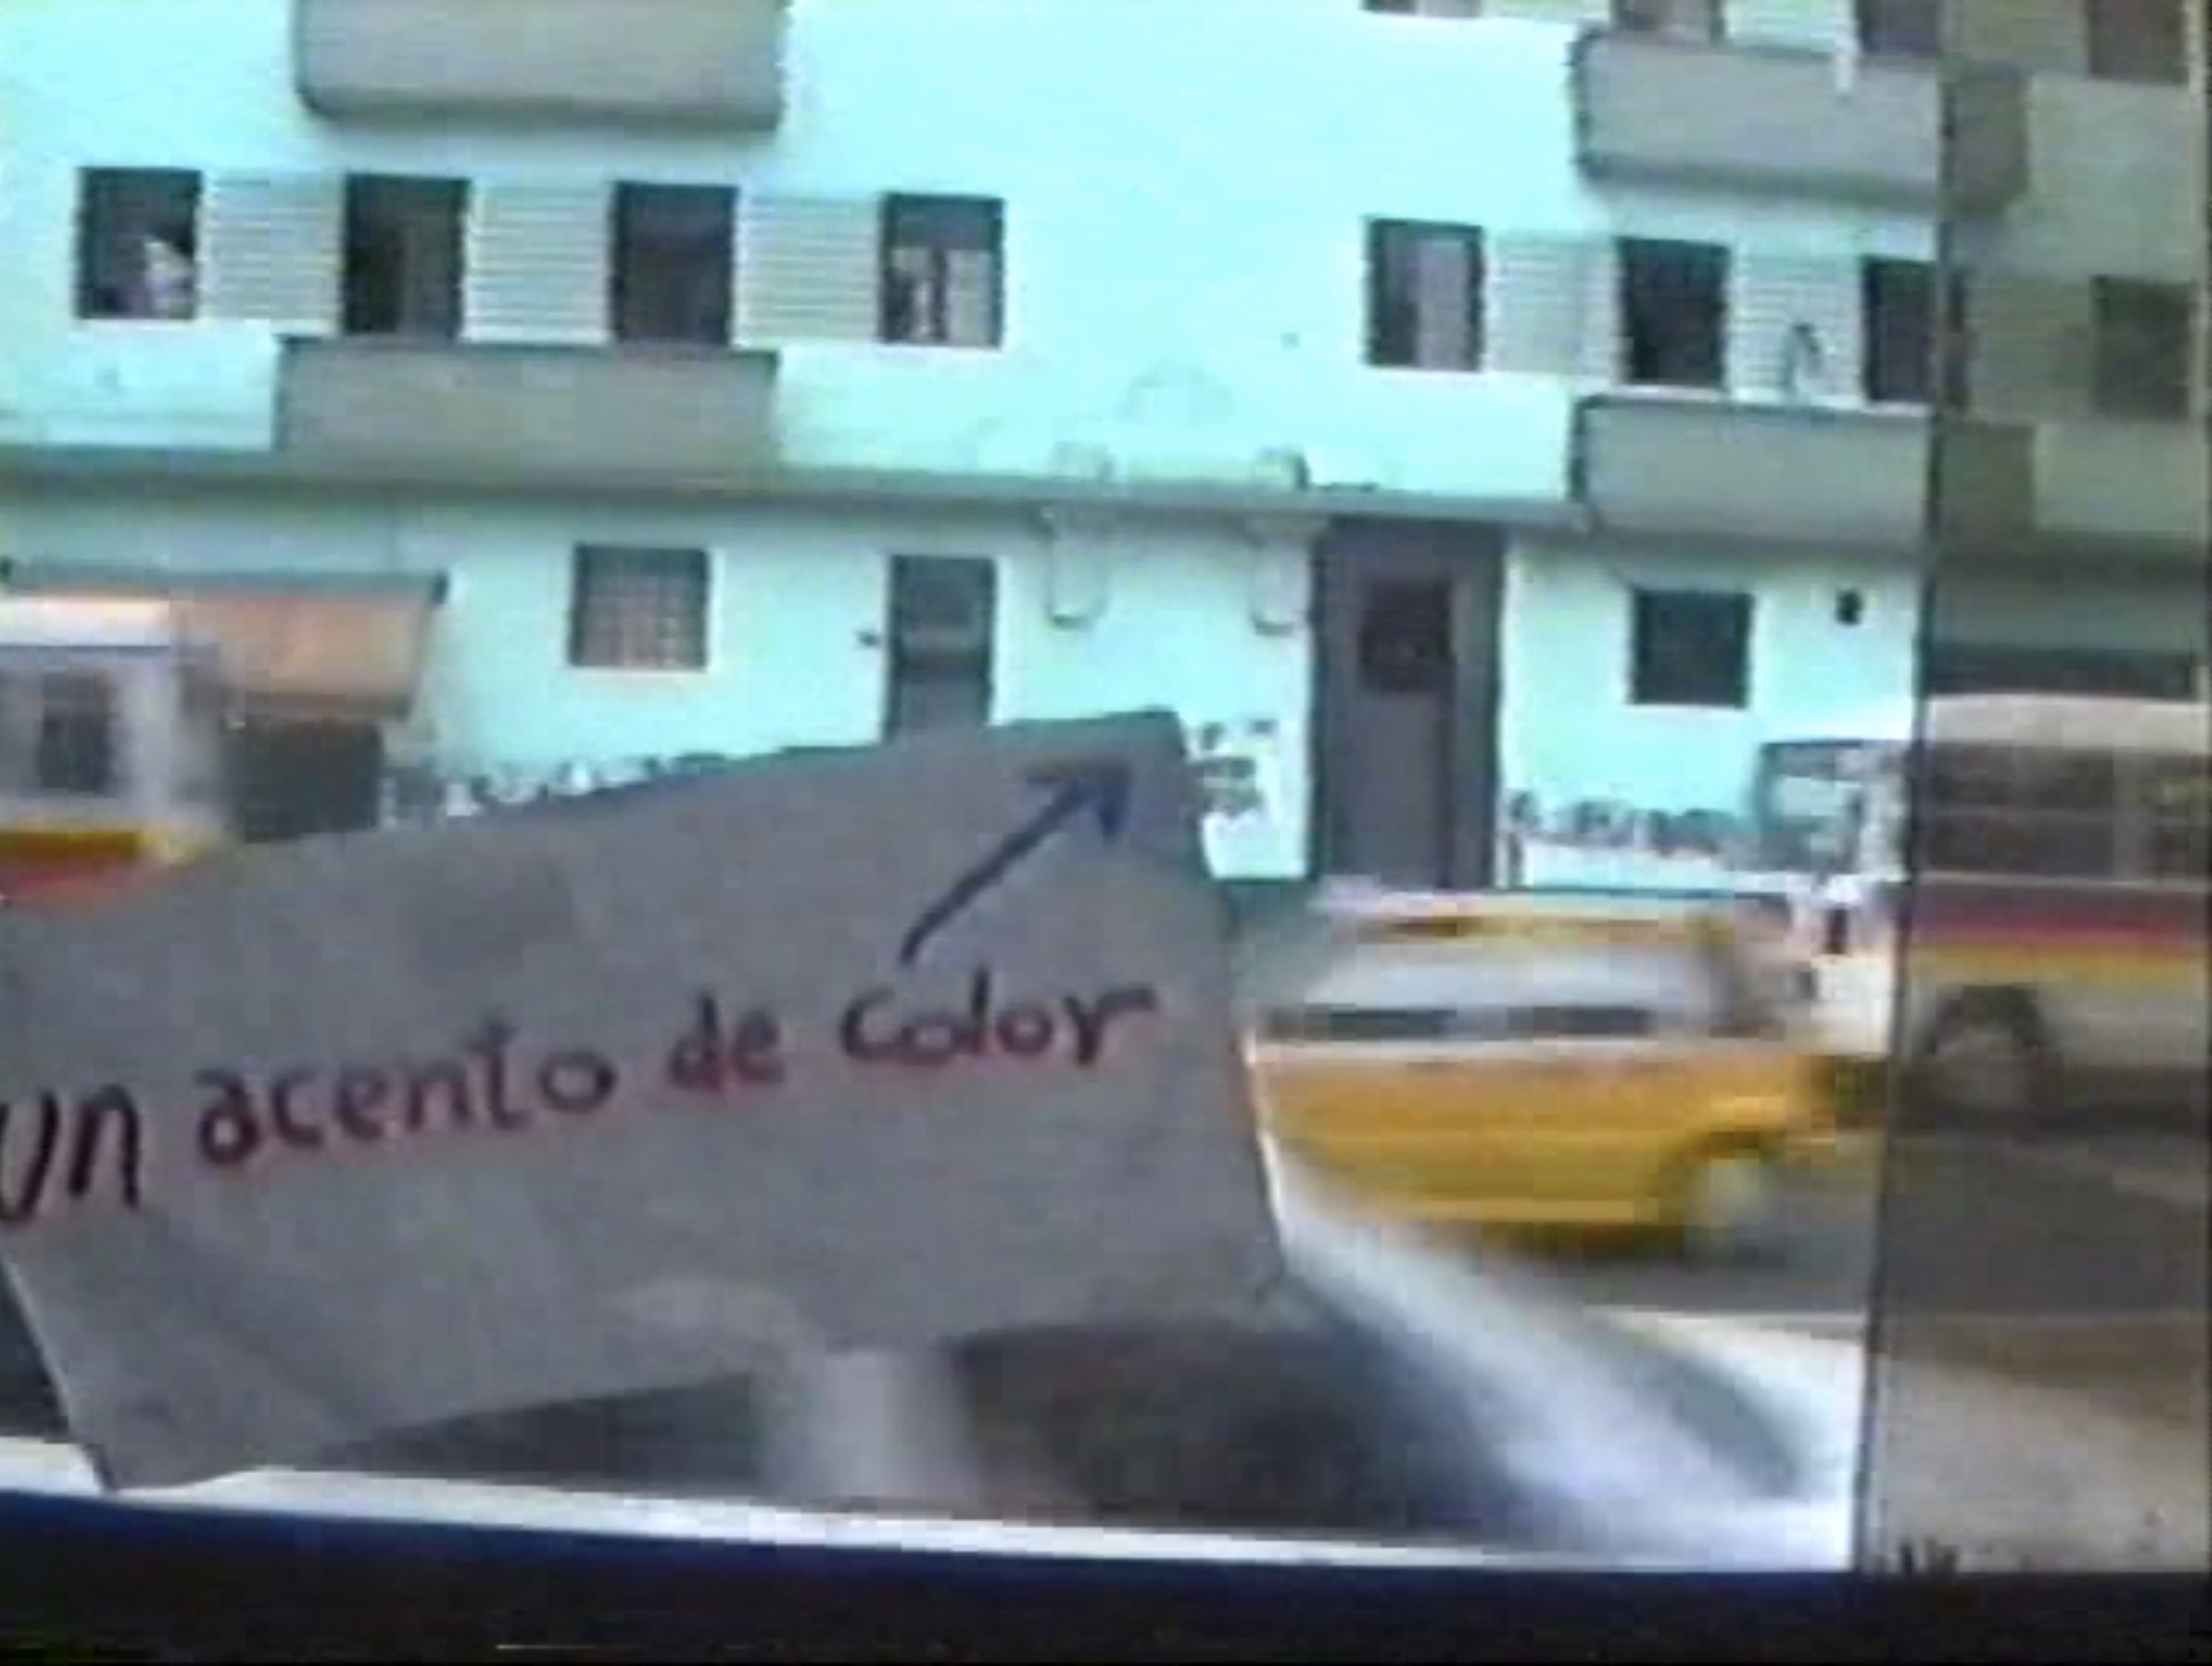 un acento de color